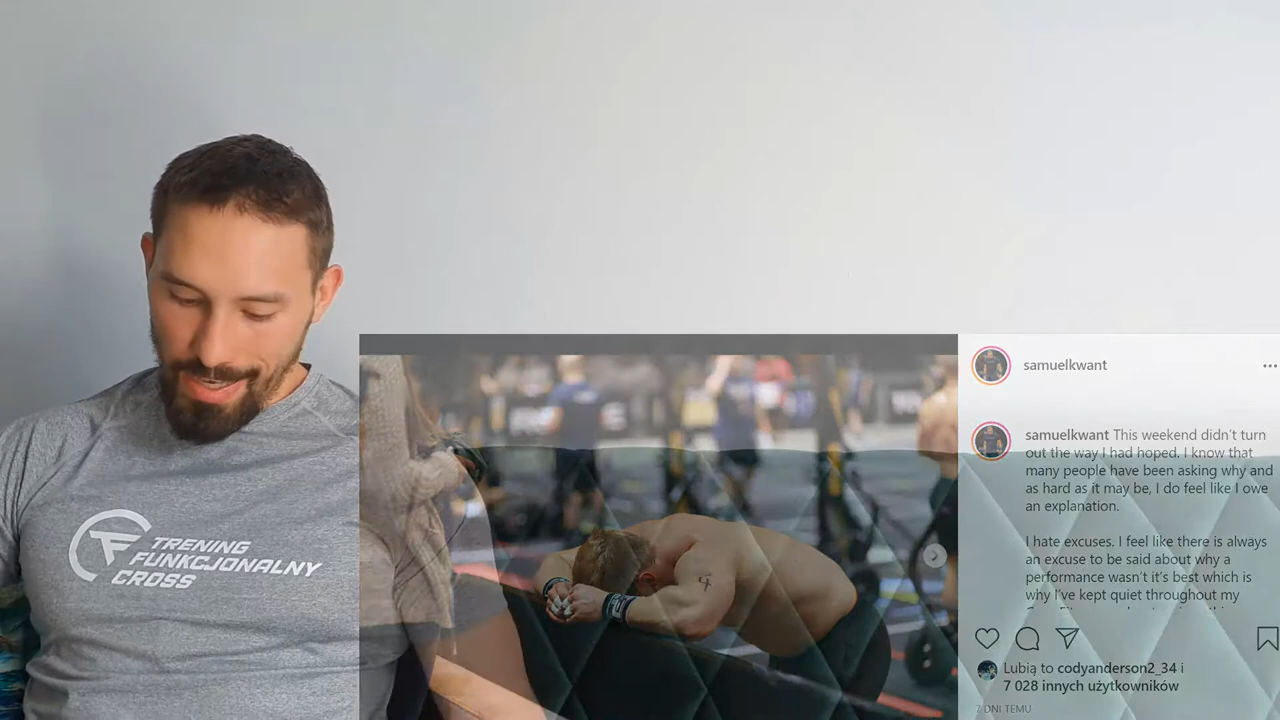 TRENING
FUNKCJONALNY
CROSS
samuelkwant
samuelkwant This weekend didn't turn
out the way I had hoped. I know that
many people have been asking why and
as hard as it may be, I do feel like I owe
an explanation.
I hate excuses. I feel like there is always
an excuse to be said about why a
performance wasn't it's best which is
why I've kept quiet throughout my
Lubią to codyanderson2_34 i
7 028 innych użytkowników
7 DNI TEMU